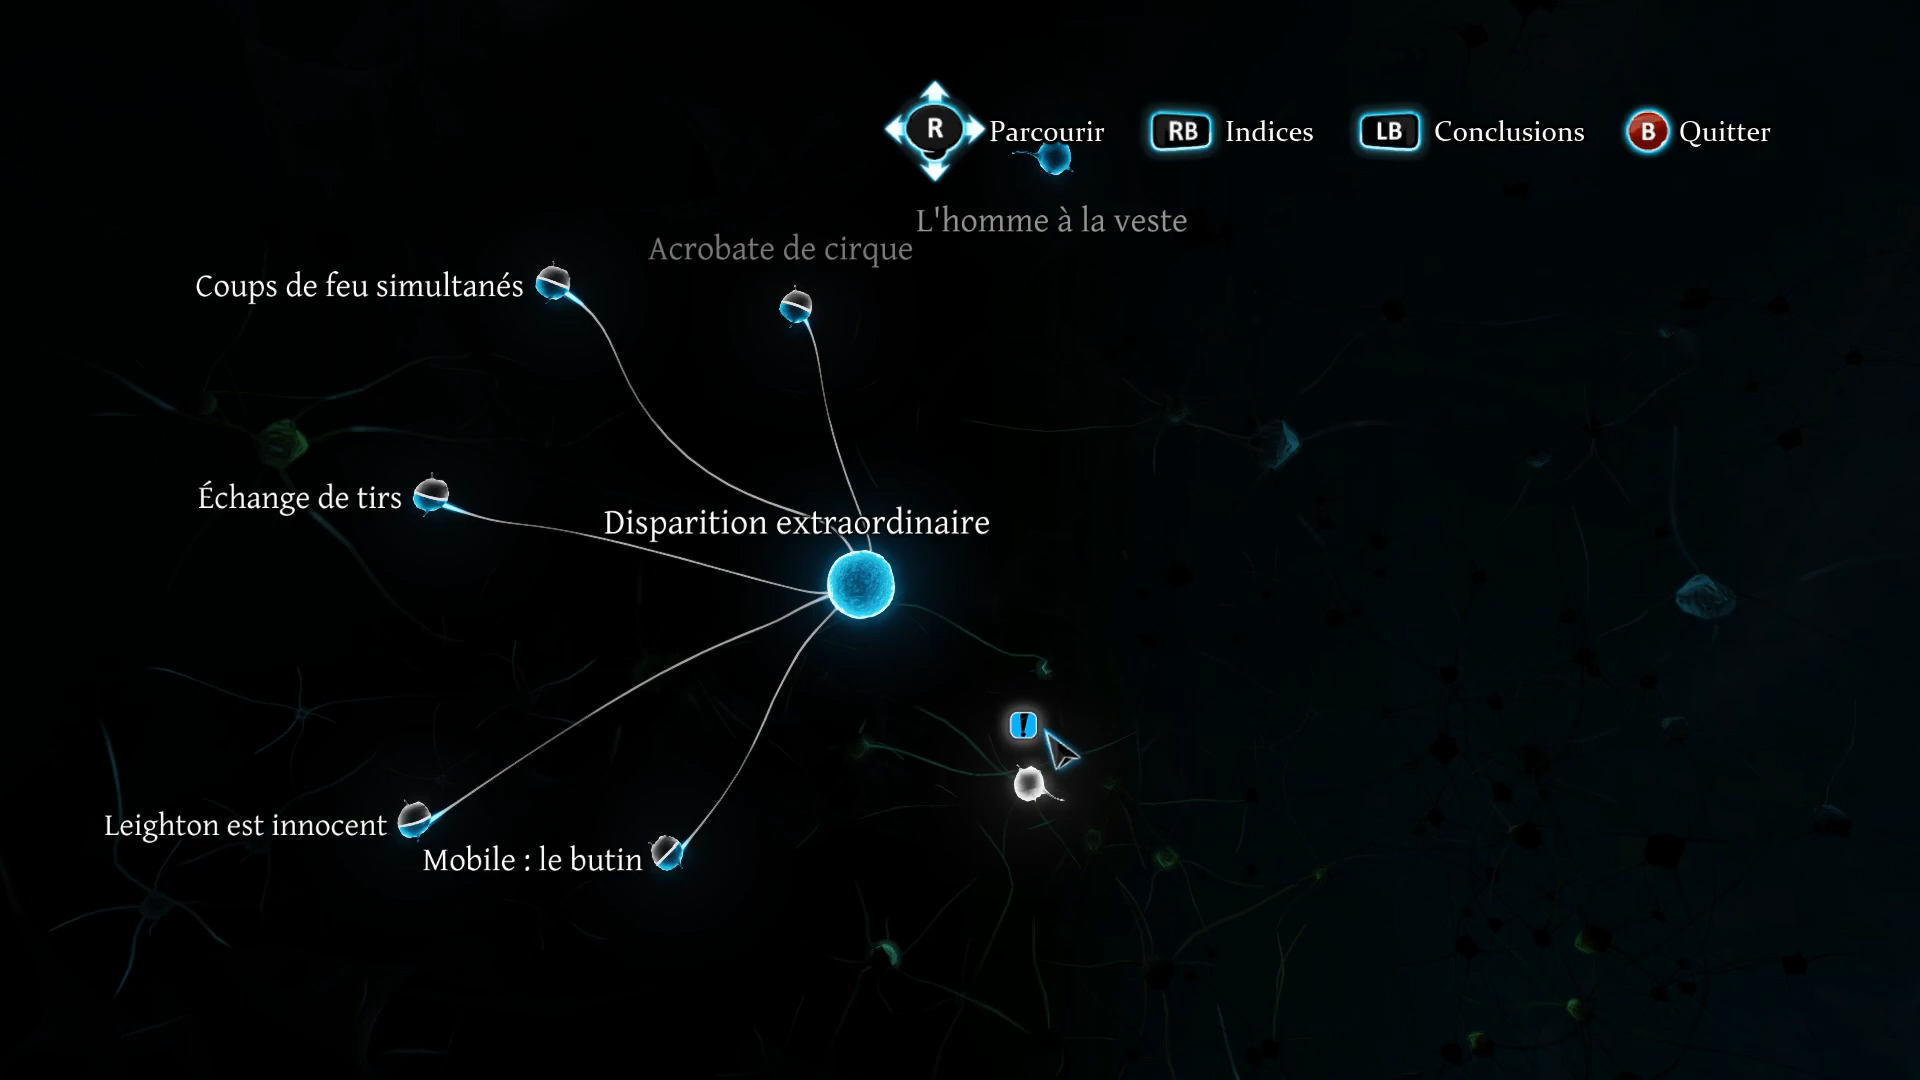 R Parcourir RB Indices LB Conclusions B Quitter
L'homme à la veste
Acrobate de cirque
Coups de feu simultanés
Échange de tirs
Disparition extraordinaire
!
Leighton est innocent
Mobile : le butin